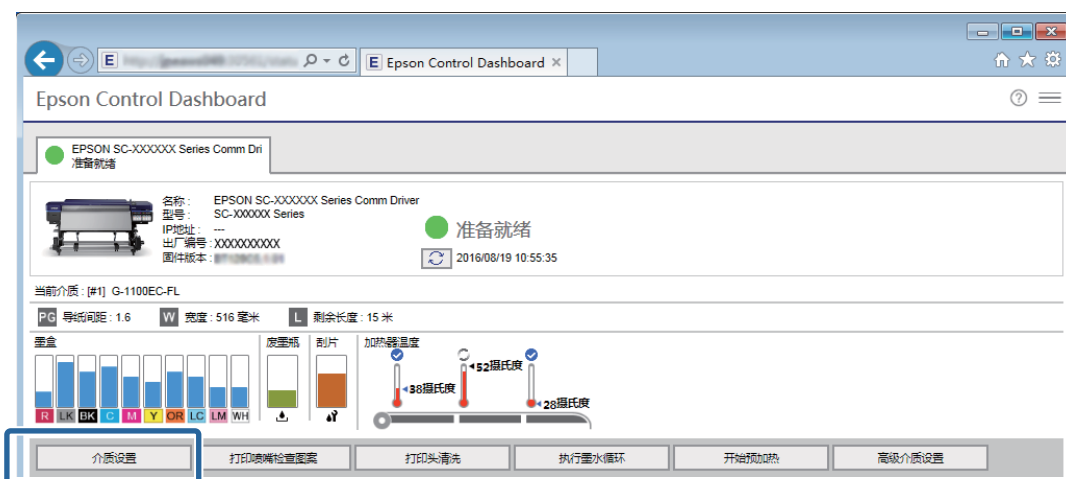 E
E Epson Control Dashboard ×
Epson Control Dashboard
EPSON SC-XXXXXX Series Comm Dri
准备就绪
名称: EPSON SC-XXXXXX Series Comm Driver
型号: SC-XXXXXX Series
IP地址: ---
出厂编号: XXXXXXXXXX
固件版本:
准备就绪
2016/08/19 10:55:35
当前介质: [#1] G-1100EC-FL
PG 导纸间距: 1.6 W 宽度: 516 毫米 L 剩余长度: 15 米
墨盒 废墨瓶 刮片 加热器温度
52摄氏度
38摄氏度
28摄氏度
R LK BK C M Y OR LC LM WH
介质设置 打印喷嘴检查图案 打印头清洗 执行墨水循环 开始预加热 高级介质设置